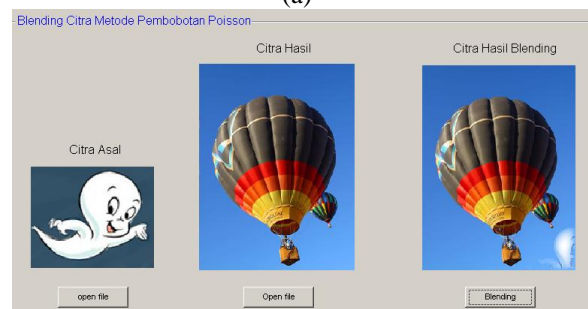 (a)
Blending Citra Metode Pembobotan Poisson
Citra Hasil
Citra Hasil Blending
Citra Asal
open file
Open file
Blending